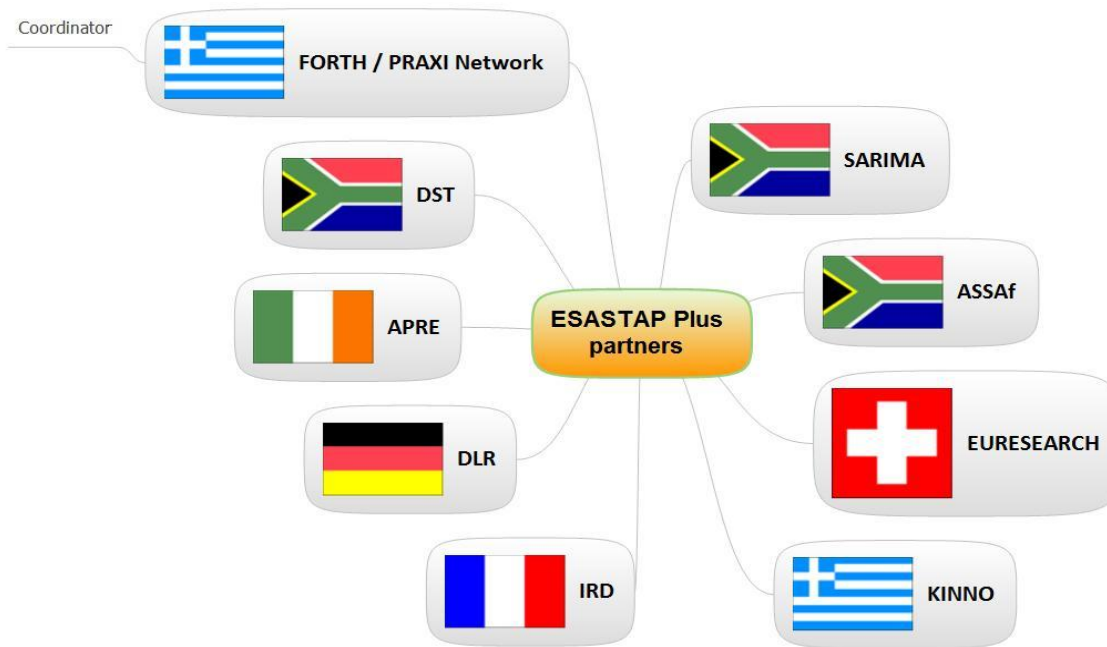 Coordinator
FORTH / PRAXI Network
SARIMA
DST
ASSAf
ESASTAP Plus
partners
APRE
EURESEARCH
DLR
IRD
KINNO